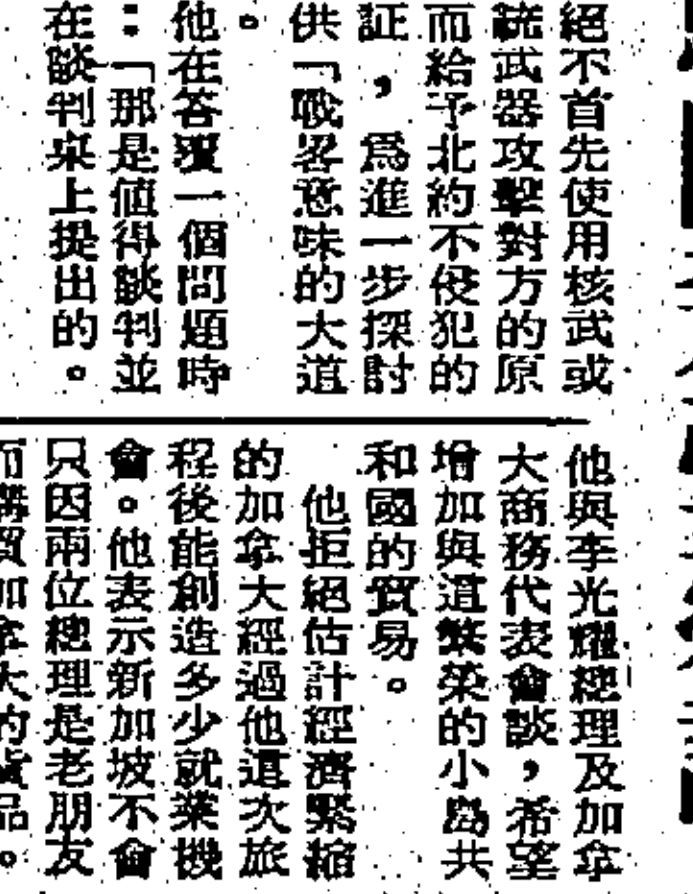 絕不首先使用核武或
統武器攻擊對方的原
而給予北約不侵犯的
証，爲進一步探討
供「戰畧意味的大道
。
他在答覆一個問題時
：「那是値得談判並
在談判桌上提出的。
他與李光耀總理及加拿
大商務代表會談，希望
增加與這繁榮的小島共
和國的貿易。
他拒絕估計經濟緊縮
的加拿大經過他這次旅
程後能創造多少就業機
會。他表示新加坡不會
只因兩位總理是老朋友
而購買加拿大的貨品。